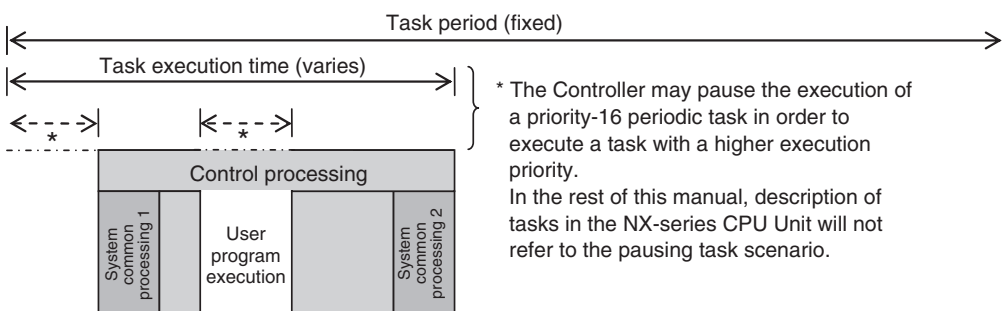 Task period (fixed)
Task execution time (varies)
*
*
* The Controller may pause the execution of
a priority-16 periodic task in order to
execute a task with a higher execution
priority.
In the rest of this manual, description of
tasks in the NX-series CPU Unit will not
refer to the pausing task scenario.
Control processing
System
common
processing 1
User
program
execution
System
common
processing 2